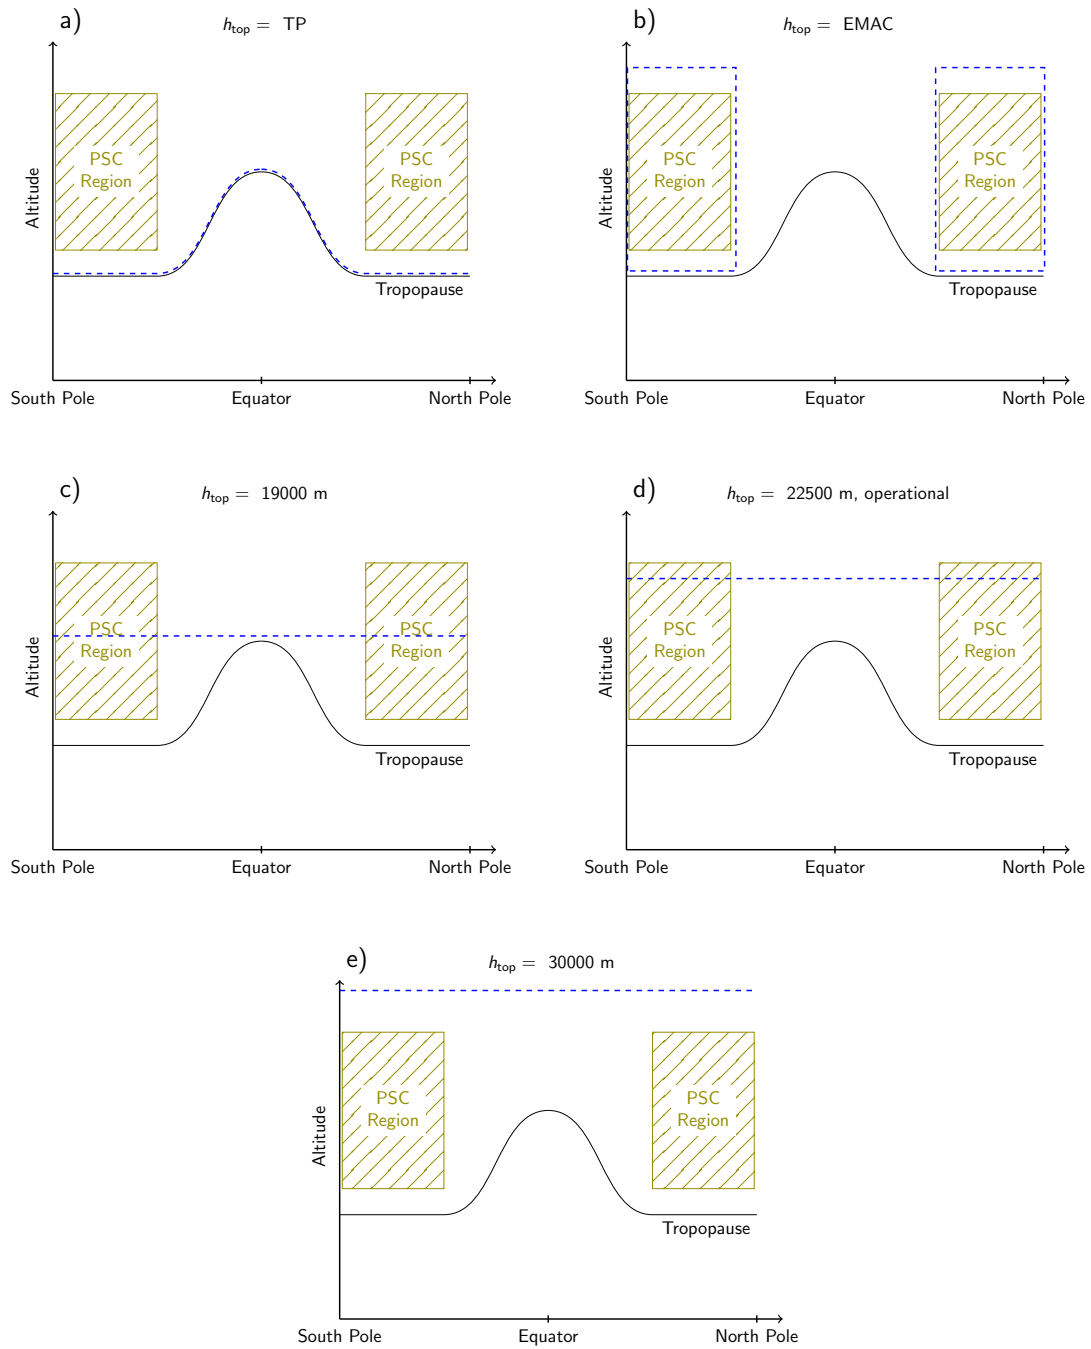 a)
h_top = TP
Altitude
PSC
Region
PSC
Region
Tropopause
South Pole
Equator
North Pole
b)
h_top = EMAC
Altitude
PSC
Region
PSC
Region
Tropopause
South Pole
Equator
North Pole
c)
h_top = 19000 m
Altitude
PSC
Region
PSC
Region
Tropopause
South Pole
Equator
North Pole
d)
h_top = 22500 m, operational
Altitude
PSC
Region
PSC
Region
Tropopause
South Pole
Equator
North Pole
e)
h_top = 30000 m
Altitude
PSC
Region
PSC
Region
Tropopause
South Pole
Equator
North Pole